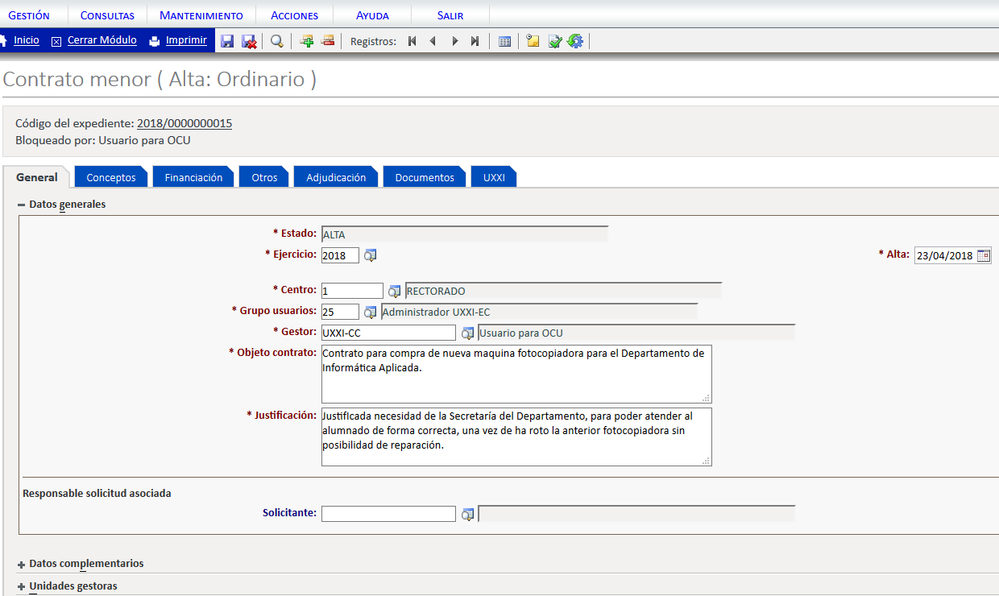 GESTIÓN CONSULTAS MANTENIMIENTO ACCIONES AYUDA SALIR
Inicio Cerrar Módulo Imprimir Registros:
Contrato menor ( Alta: Ordinario )
Código del expediente: 2018/0000000015
Bloqueado por: Usuario para OCU
General Conceptos Financiación Otros Adjudicación Documentos UXXI
Datos generales
* Estado: ALTA
* Ejercicio: 2018 * Alta: 23/04/2018
* Centro: 1 RECTORADO
* Grupo usuarios: 25 Administrador UXXI-EC
* Gestor: UXXI-CC Usuario para OCU
* Objeto contrato: Contrato para compra de nueva maquina fotocopiadora para el Departamento de
Informática Aplicada.
* Justificación: JustifIcada necesidad de la Secretaría del Departamento, para poder atender al
alumnado de forma correcta, una vez de ha roto la anterior fotocopiadora sin
posibilidad de reparación.
Responsable solicitud asociada
Solicitante:
Datos complementarios
Unidades gestoras